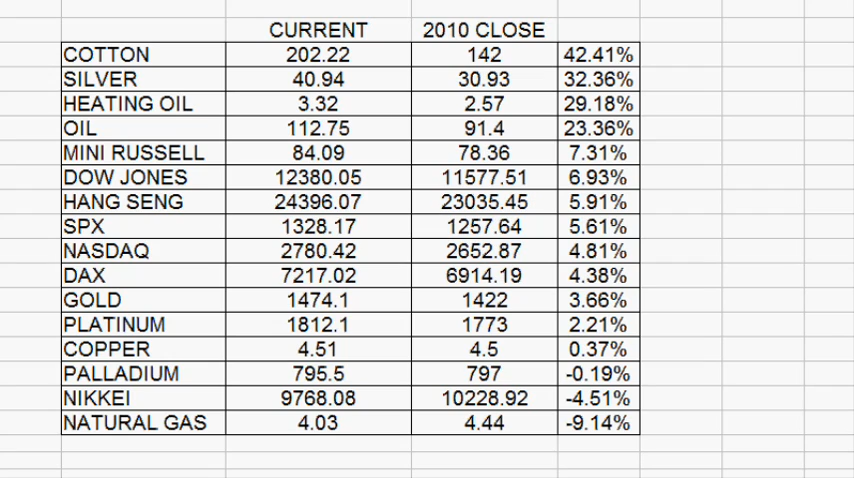 CURRENT 2010 CLOSE
COTTON 202.22 142 42.41%
SILVER 40.94 30.93 32.36%
HEATING OIL 3.32 2.57 29.18%
OIL 112.75 91.4 23.36%
MINI RUSSELL 84.09 78.36 7.31%
DOW JONES 12380.05 11577.51 6.93%
HANG SENG 24396.07 23035.45 5.91%
SPX 1328.17 1257.64 5.61%
NASDAQ 2780.42 2652.87 4.81%
DAX 7217.02 6914.19 4.38%
GOLD 1474.1 1422 3.66%
PLATINUM 1812.1 1773 2.21%
COPPER 4.51 4.5 0.37%
PALLADIUM 795.5 797 -0.19%
NIKKEI 9768.08 10228.92 -4.51%
NATURAL GAS 4.03 4.44 -9.14%